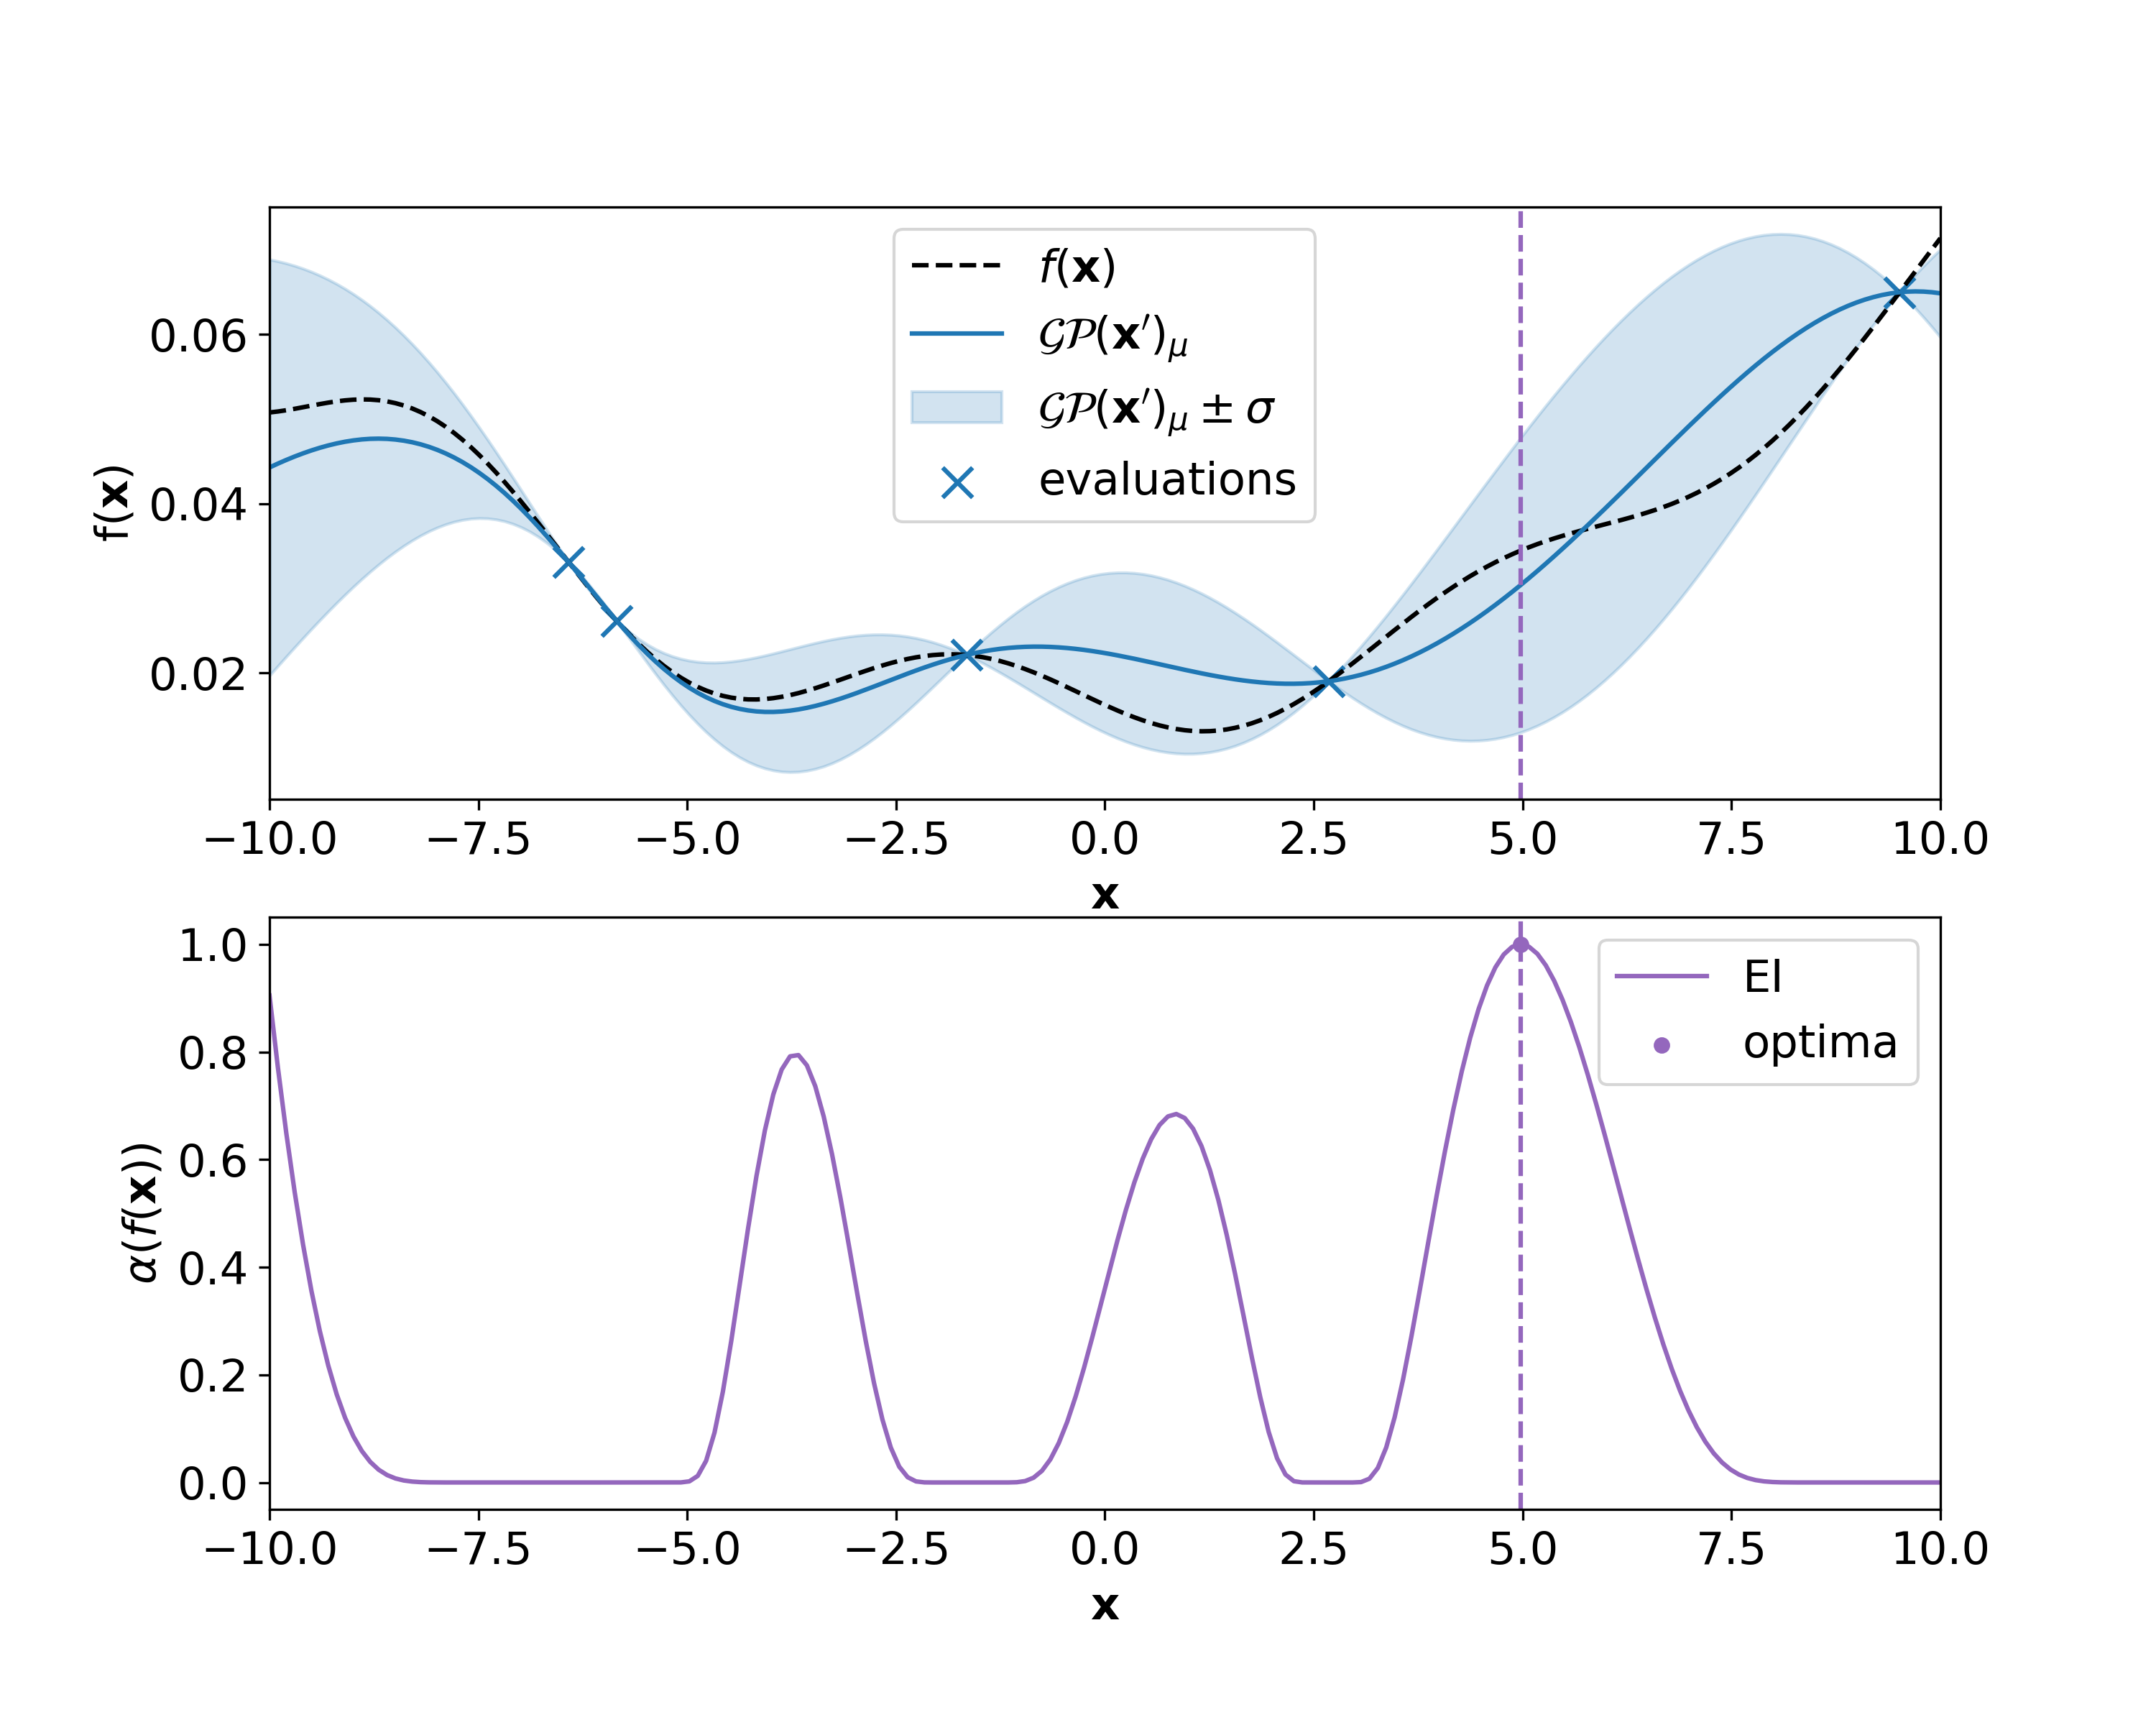 f(𝐱)
𝒢𝒫(𝐱′)μ
𝒢𝒫(𝐱′)μ ± σ
evaluations
f(𝐱)
0.06
0.04
0.02
−10.0 −7.5 −5.0 −2.5 0.0 2.5 5.0 7.5 10.0
𝐱
EI
optima
α(f(𝐱))
1.0
0.8
0.6
0.4
0.2
0.0
−10.0 −7.5 −5.0 −2.5 0.0 2.5 5.0 7.5 10.0
𝐱